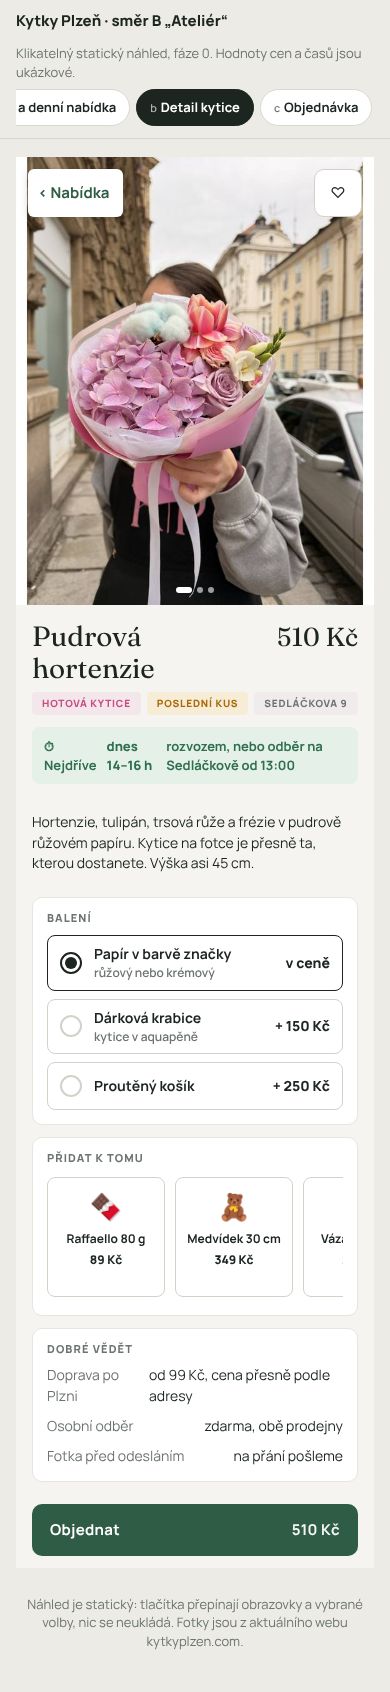 Kytky Plzeň · směr B „Ateliér“
Klikatelný statický náhled, fáze 0. Hodnoty cen a časů jsou
ukázkové.
a denní nabídka
b Detail kytice
c Objednávka
‹ Nabídka
Pudrová
hortenzie
510 Kč
HOTOVÁ KYTICE
POSLEDNÍ KUS
SEDLÁČKOVA 9
Nejdříve
dnes
14–16 h
rozvozem, nebo odběr na
Sedláčkově od 13:00
Hortenzie, tulipán, trsová růže a frézie v pudrově
růžovém papíru. Kytice na fotce je přesně ta,
kterou dostanete. Výška asi 45 cm.
BALENÍ
Papír v barvě značky
růžový nebo krémový
v ceně
Dárková krabice
kytice v aquapěně
+ 150 Kč
Proutěný košík
+ 250 Kč
PŘIDAT K TOMU
Raffaello 80 g
89 Kč
Medvídek 30 cm
349 Kč
DOBRÉ VĚDĚT
Doprava po
Plzni
od 99 Kč, cena přesně podle
adresy
Osobní odběr
zdarma, obě prodejny
Fotka před odesláním
na přání pošleme
Objednat
510 Kč
Náhled je statický: tlačítka přepínají obrazovky a vybrané
volby, nic se neukládá. Fotky jsou z aktuálního webu
kytkyplzen.com.